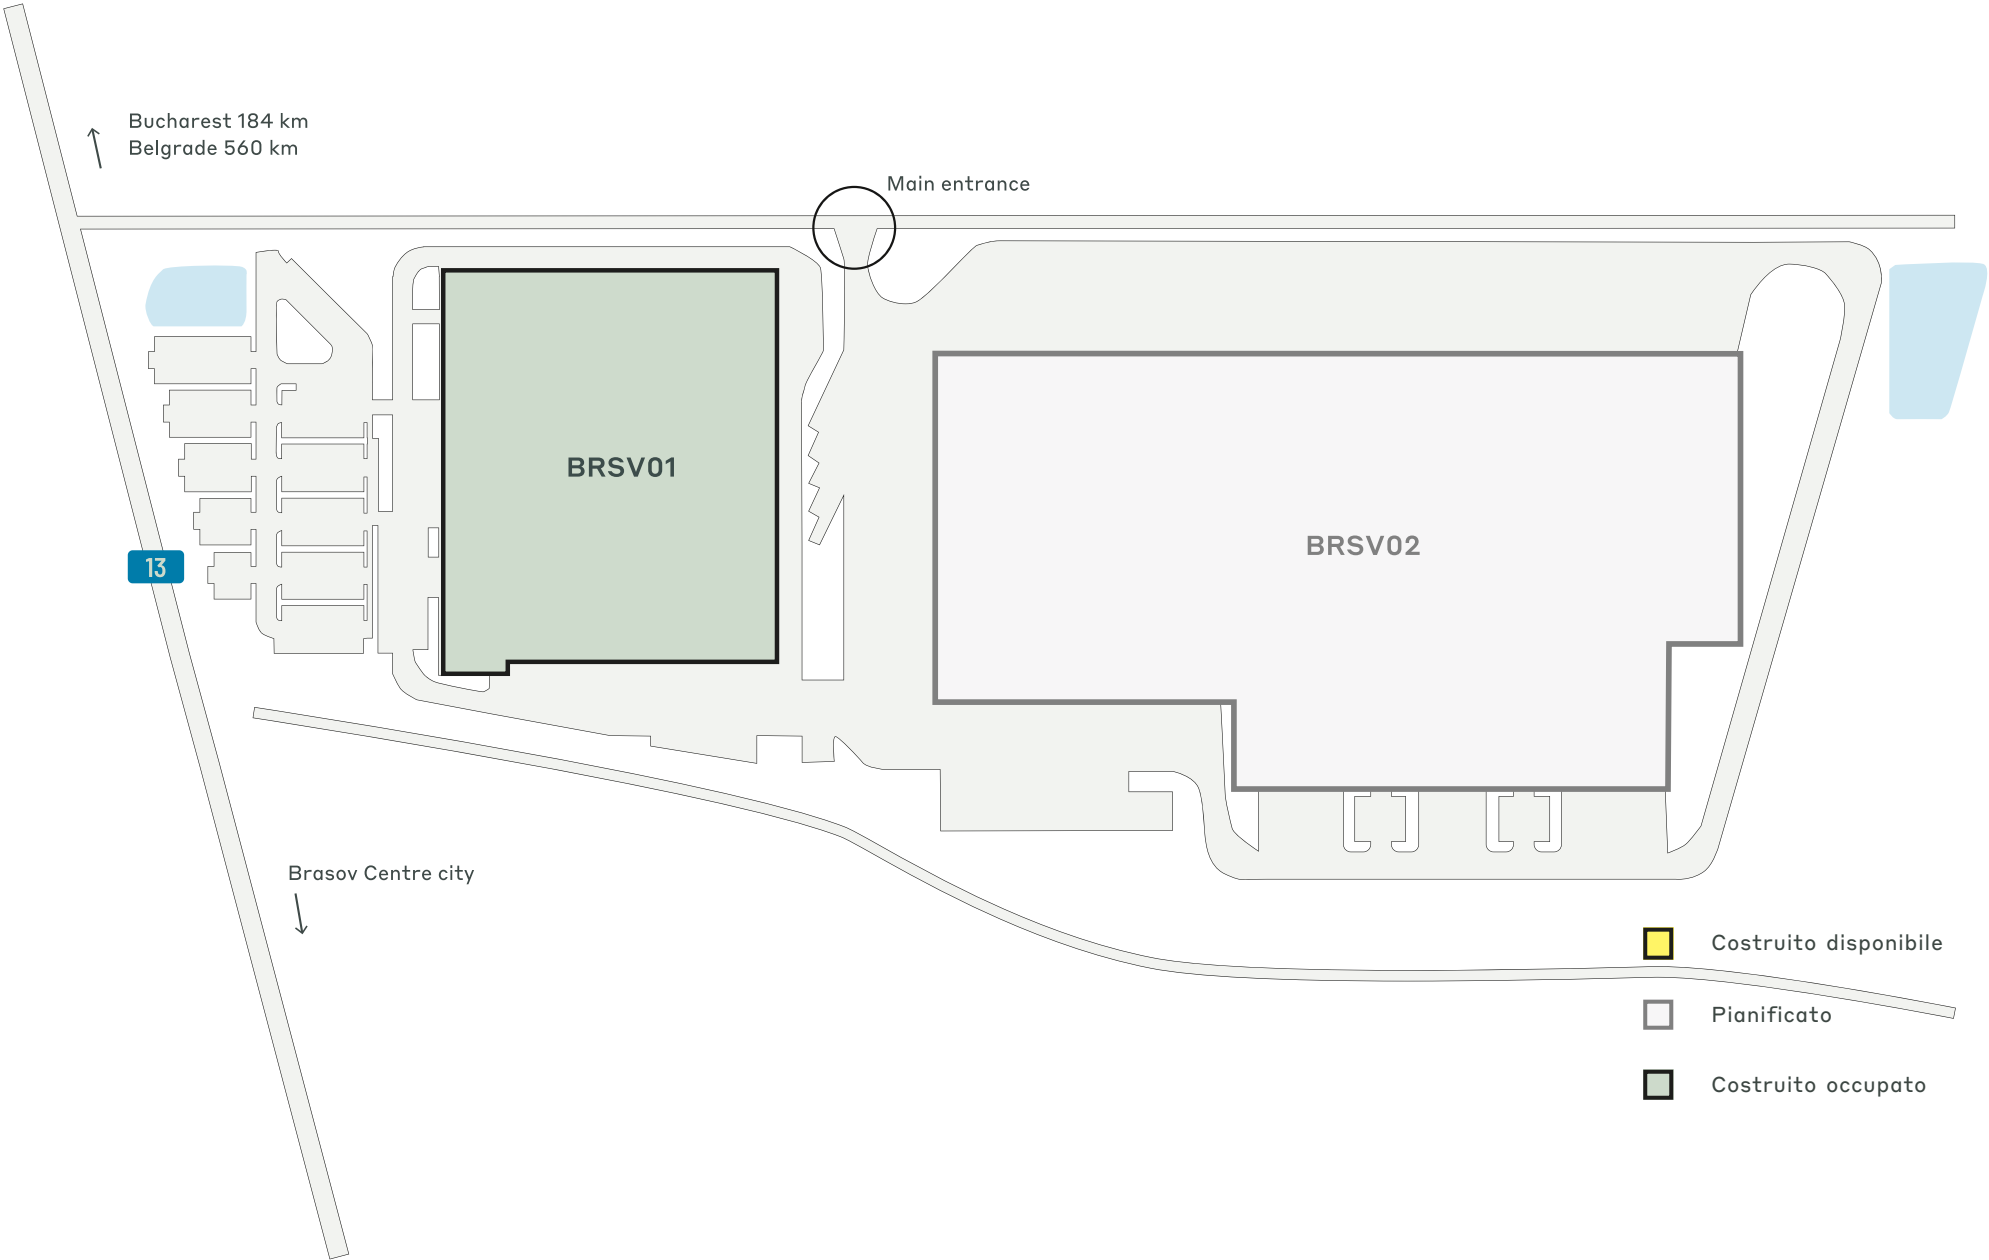 Bucharest 184 km
Belgrade 560 km
Main entrance
BRSV01
BRSV02
13
Brasov Centre city
Costruito disponibile
Pianificato
Costruito occupato